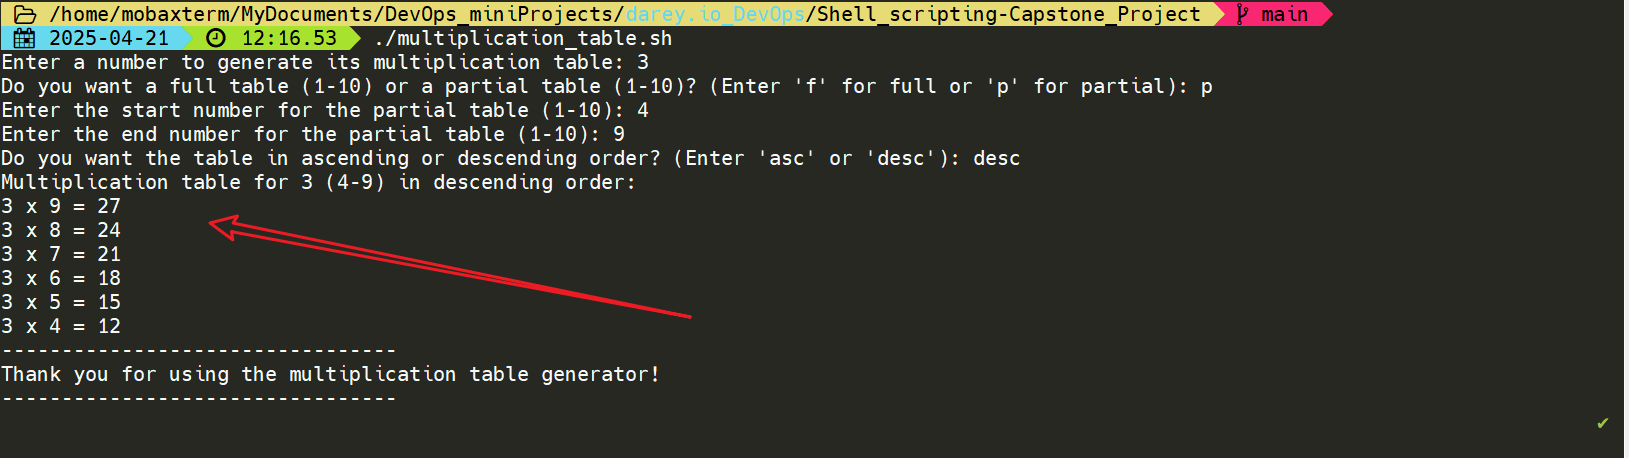 /home/mobaxterm/MyDocuments/DevOps_miniProjects/darey.io_DevOps/Shell_scripting-Capstone_Project main
2025-04-21 12:16.53 ./multiplication_table.sh
Enter a number to generate its multiplication table: 3
Do you want a full table (1-10) or a partial table (1-10)? (Enter 'f' for full or 'p' for partial): p
Enter the start number for the partial table (1-10): 4
Enter the end number for the partial table (1-10): 9
Do you want the table in ascending or descending order? (Enter 'asc' or 'desc'): desc
Multiplication table for 3 (4-9) in descending order:
3 x 9 = 27
3 x 8 = 24
3 x 7 = 21
3 x 6 = 18
3 x 5 = 15
3 x 4 = 12
---------------------------------
Thank you for using the multiplication table generator!
---------------------------------
✔